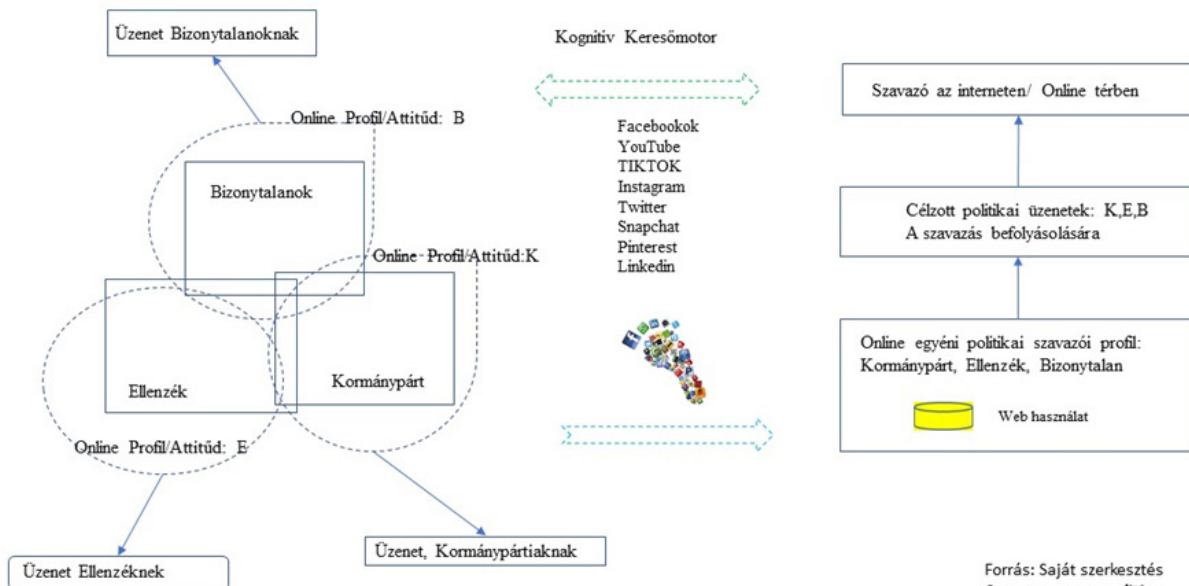 Üzenet Bizonytalanoknak
Online Profil/Attitűd: B
Bizonytalanok
Online Profil/Attitűd:K
Ellenzék
Kormánypárt
Online Profil/Attitűd: E
Üzenet Ellenzéknek
Üzenet, Kormánypártiaknak
Kognitív Keresőmotor
Facebookok
YouTube
TIKTOK
Instagram
Twitter
Snapchat
Pinterest
Linkedin
Szavazó az interneten/ Online térben
Célzott politikai üzenetek: K,E,B
A szavazás befolyásolására
Online egyéni politikai szavazói profil:
Kormánypárt, Ellenzék, Bizonytalan
Web használat
Forrás: Saját szerkesztés